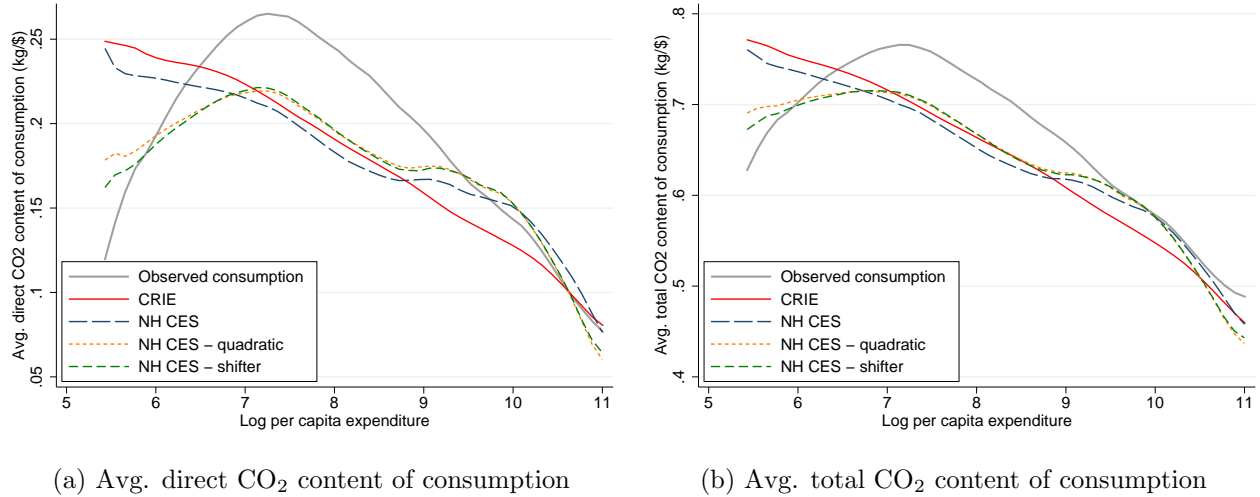 Avg. direct CO2 content of consumption (kg/$)
.25
.2
.15
.1
.05
Observed consumption
CRIE
NH CES
NH CES − quadratic
NH CES − shifter
5 6 7 8 9 10 11
Log per capita expenditure
(a) Avg. direct CO₂ content of consumption
Avg. total CO2 content of consumption (kg/$)
.8
.7
.6
.5
.4
Observed consumption
CRIE
NH CES
NH CES − quadratic
NH CES − shifter
5 6 7 8 9 10 11
Log per capita expenditure
(b) Avg. total CO₂ content of consumption